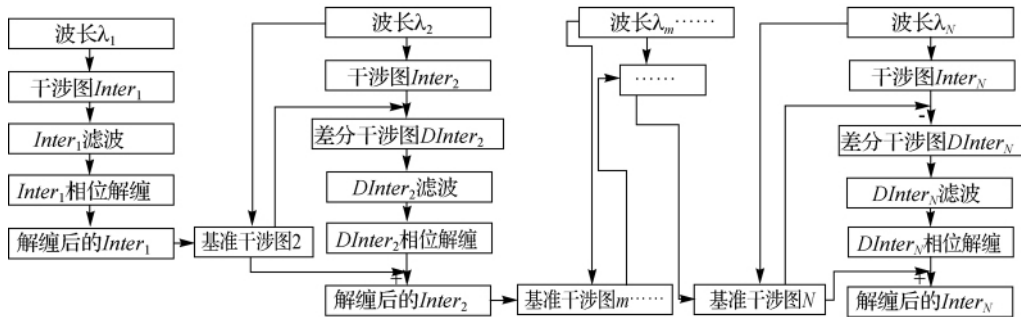 波长λ₁
干涉图Inter₁
Inter₁滤波
Inter₁相位解缠
解缠后的Inter₁
波长λ₂
干涉图Inter₂
差分干涉图DInter₂
DInter₂滤波
DInter₂相位解缠
+
解缠后的Inter₂
基准干涉图2
波长λₘ……
……
基准干涉图m……
波长λ_N
干涉图Inter_N
-
差分干涉图DInter_N
DInter_N滤波
DInter_N相位解缠
+
解缠后的Inter_N
基准干涉图N